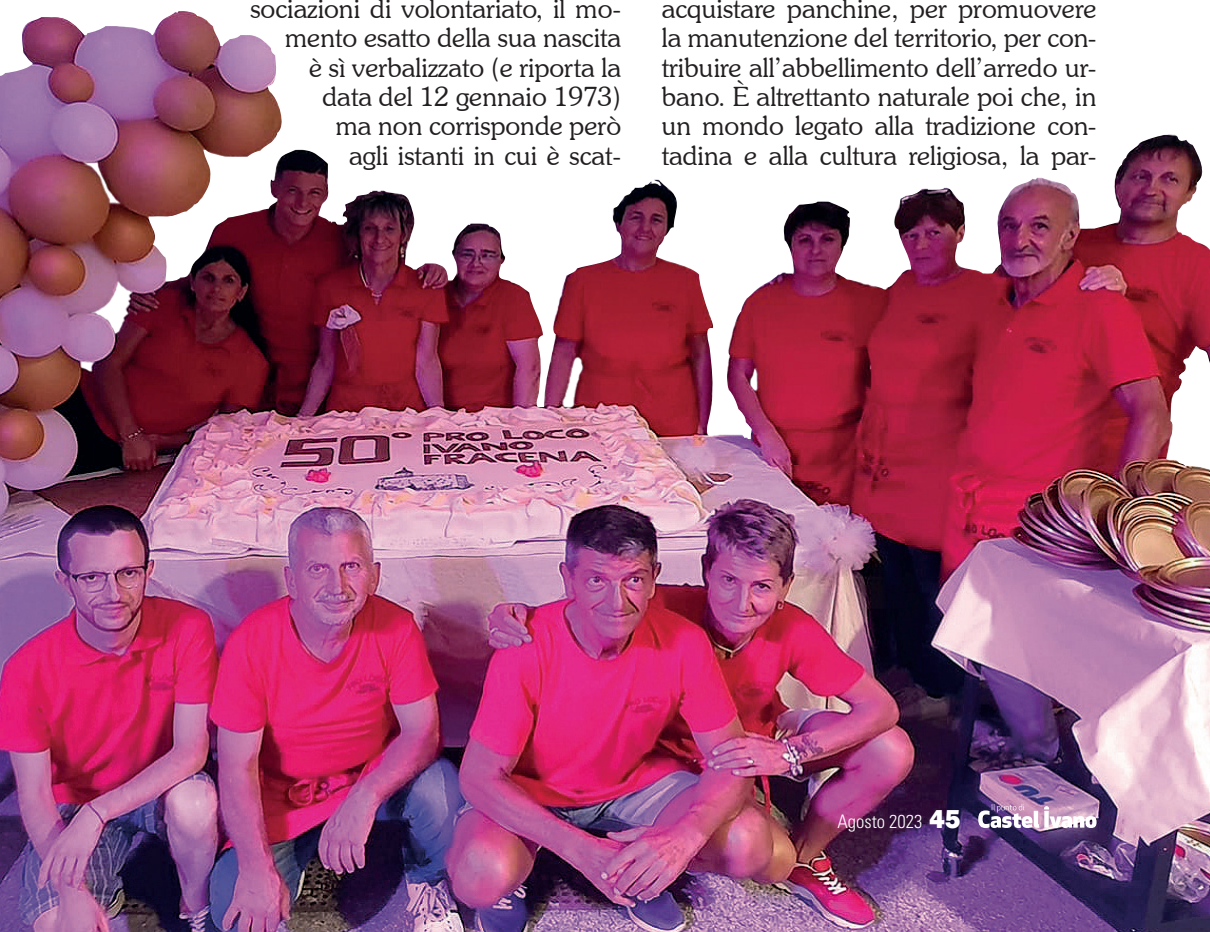 sociazioni di volontariato, il mo-
mento esatto della sua nascita
è sì verbalizzato (e riporta la
data del 12 gennaio 1973)
ma non corrisponde però
agli istanti in cui è scat-
acquistare panchine, per promuovere
la manutenzione del territorio, per con-
tribuire all'abbellimento dell'arredo ur-
bano. È altrettanto naturale poi che, in
un mondo legato alla tradizione con-
tadina e alla cultura religiosa, la par-
50° PRO LOCO
IVANO
FRACENA
Agosto 2023 45
Il punto di
Castel Ivano